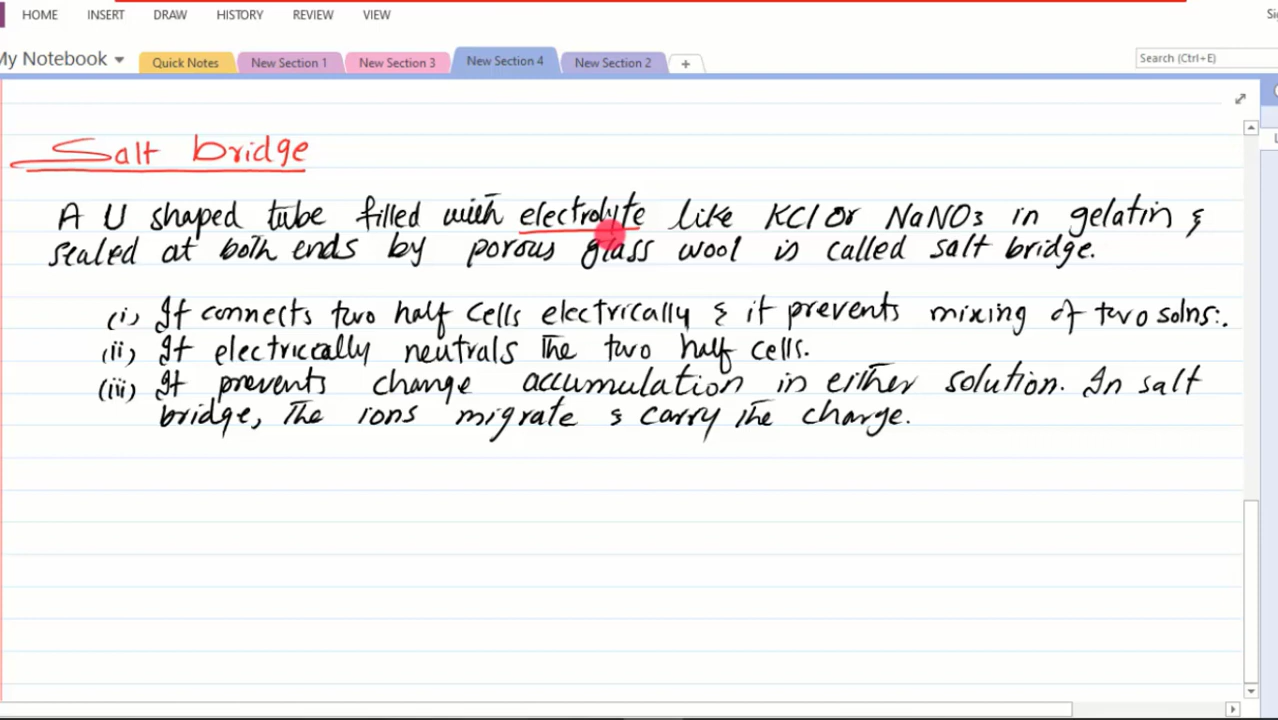 HOME INSERT DRAW HISTORY REVIEW VIEW
My Notebook Quick Notes New Section 1 New Section 3 New Section 4 New Section 2 + Search (Ctrl+E)
Salt bridge
A U shaped tube filled with electrolyte like KCl or NaNO3 in gelatin &
sealed at both ends by porous glass wool is called salt bridge.
(i) It connects two half cells electrically & it prevents mixing of two solns:.
(ii) It electriccally neutrals the two half cells.
(iii) It prevents change accumulation in either solution. In salt
bridge, the ions migrate & carry the charge.